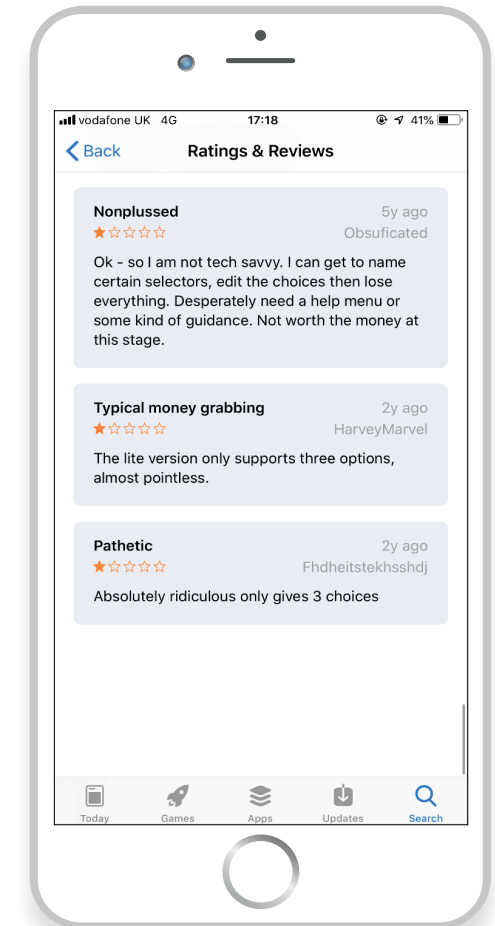 vodafone UK 4G 17:18 41%
Back Ratings & Reviews
Nonplussed 5y ago
Obsuficated
Ok - so I am not tech savvy. I can get to name
certain selectors, edit the choices then lose
everything. Desperately need a help menu or
some kind of guidance. Not worth the money at
this stage.
Typical money grabbing 2y ago
HarveyMarvel
The lite version only supports three options,
almost pointless.
Pathetic 2y ago
Fhdheitstekhsshdj
Absolutely ridiculous only gives 3 choices
Today Games Apps Updates Search